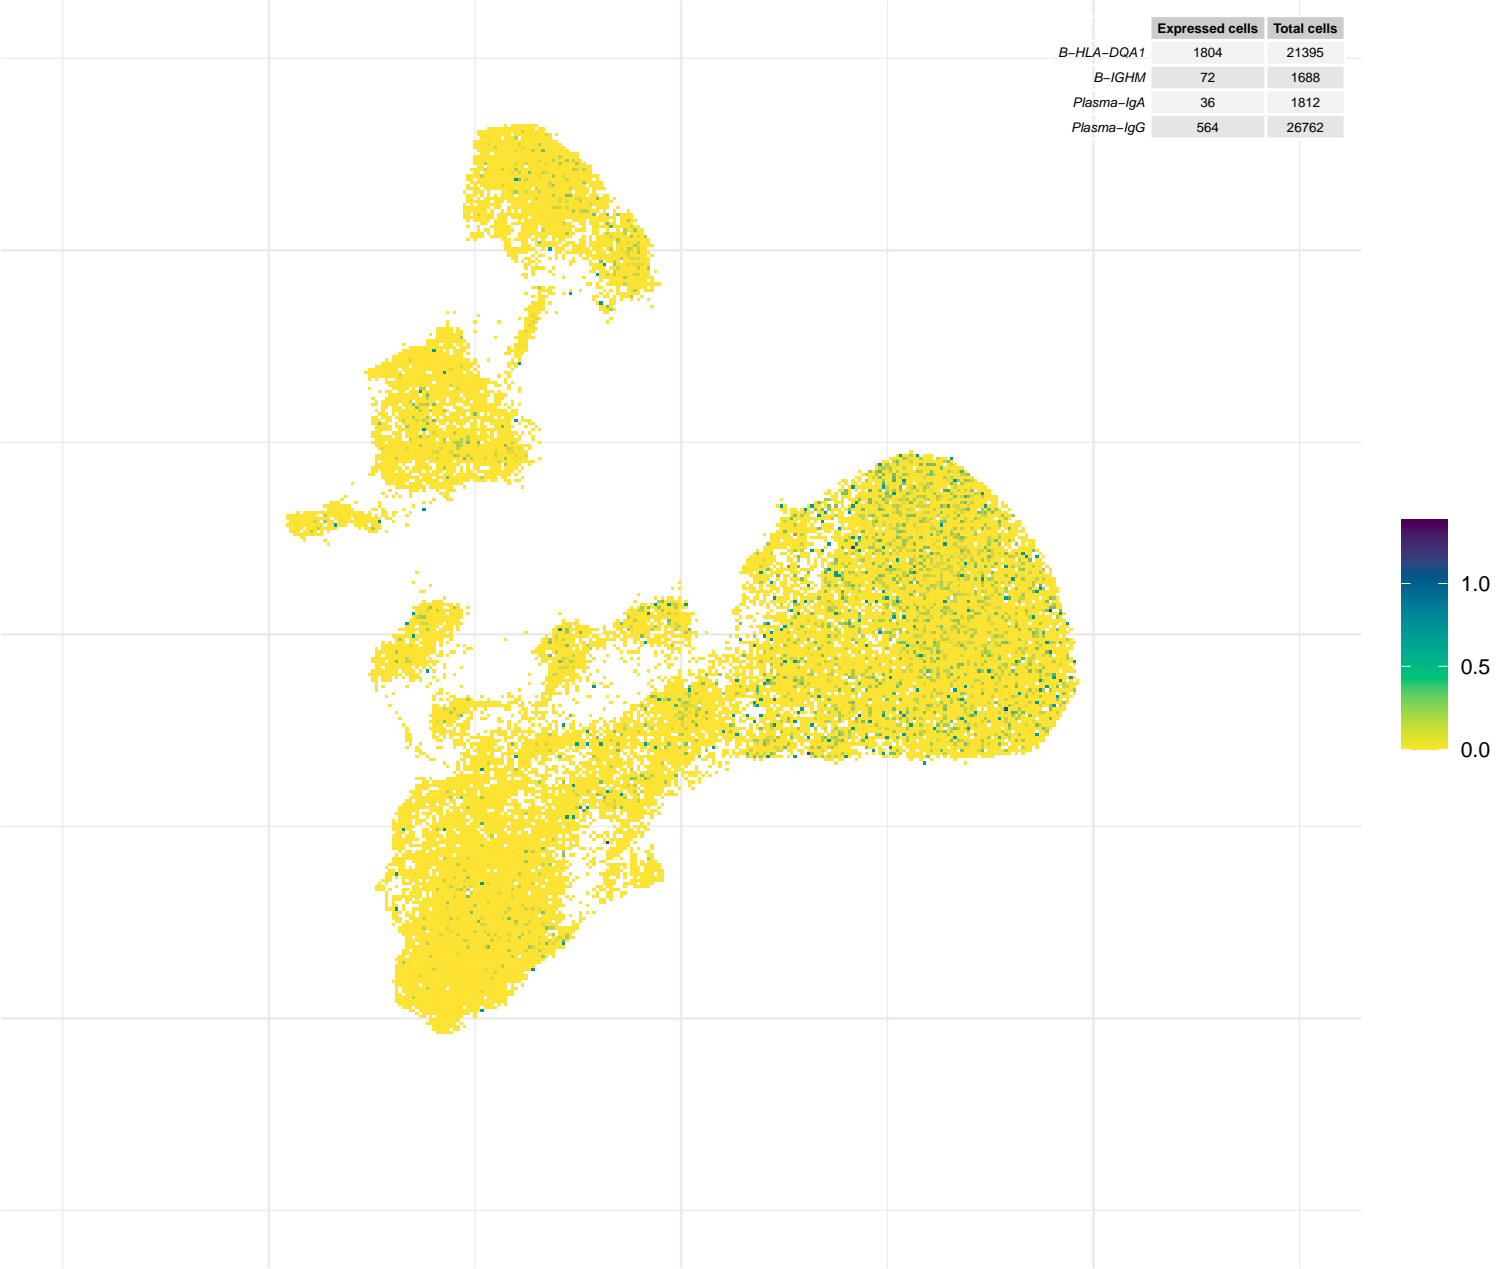 Expressed cells Total cells
B−HLA−DQA1 1804 21395
B−IGHM 72 1688
Plasma−IgA 36 1812
Plasma−IgG 564 26762
1.0
0.5
0.0